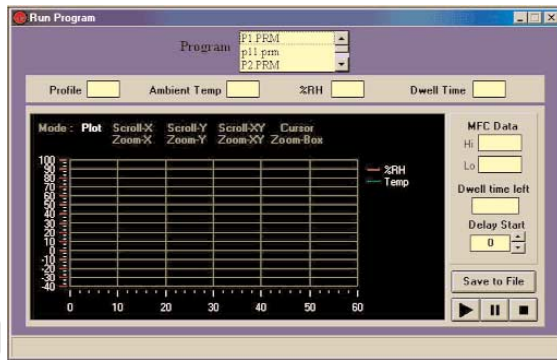 Run Program
Program
P1.PRM
p11.prm
P2.PRM
Profile Ambient Temp %RH Dwell Time
Mode : Plot Scroll-X Scroll-Y Scroll-XY Cursor
Zoom-X Zoom-Y Zoom-XY Zoom-Box
100
90
80
70
60
50
40
30
20
10
0
-10
-20
-30
-40
0 10 20 30 40 50 60
%RH
Temp
MFC Data
Hi
Lo
Dwell time left
Delay Start
0
Save to File